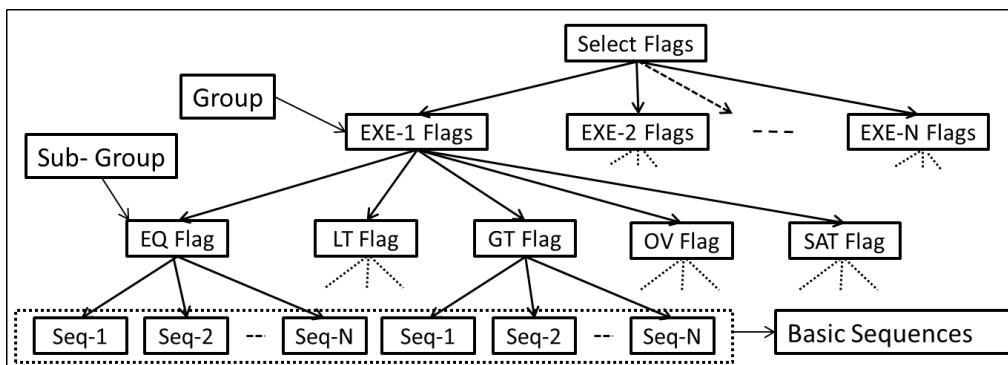 Select Flags
Group
EXE-1 Flags
EXE-2 Flags
EXE-N Flags
Sub- Group
EQ Flag
LT Flag
GT Flag
OV Flag
SAT Flag
Seq-1
Seq-2
Seq-N
Seq-1
Seq-2
Seq-N
Basic Sequences